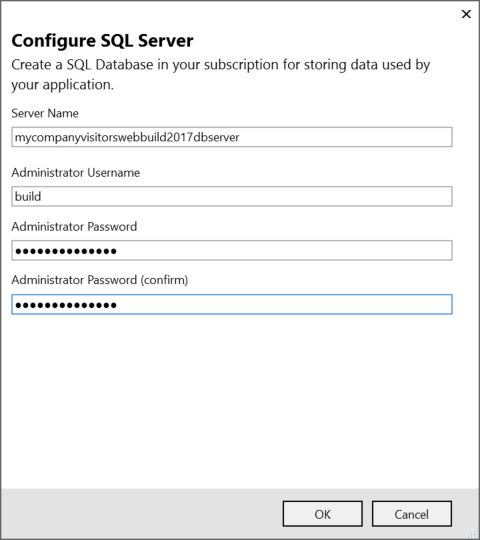 Configure SQL Server
Create a SQL Database in your subscription for storing data used by
your application.
Server Name
mycompanyvisitorswebbuild2017dbserver
Administrator Username
build
Administrator Password
●●●●●●●●●●●●●●
Administrator Password (confirm)
●●●●●●●●●●●●●●
OK
Cancel